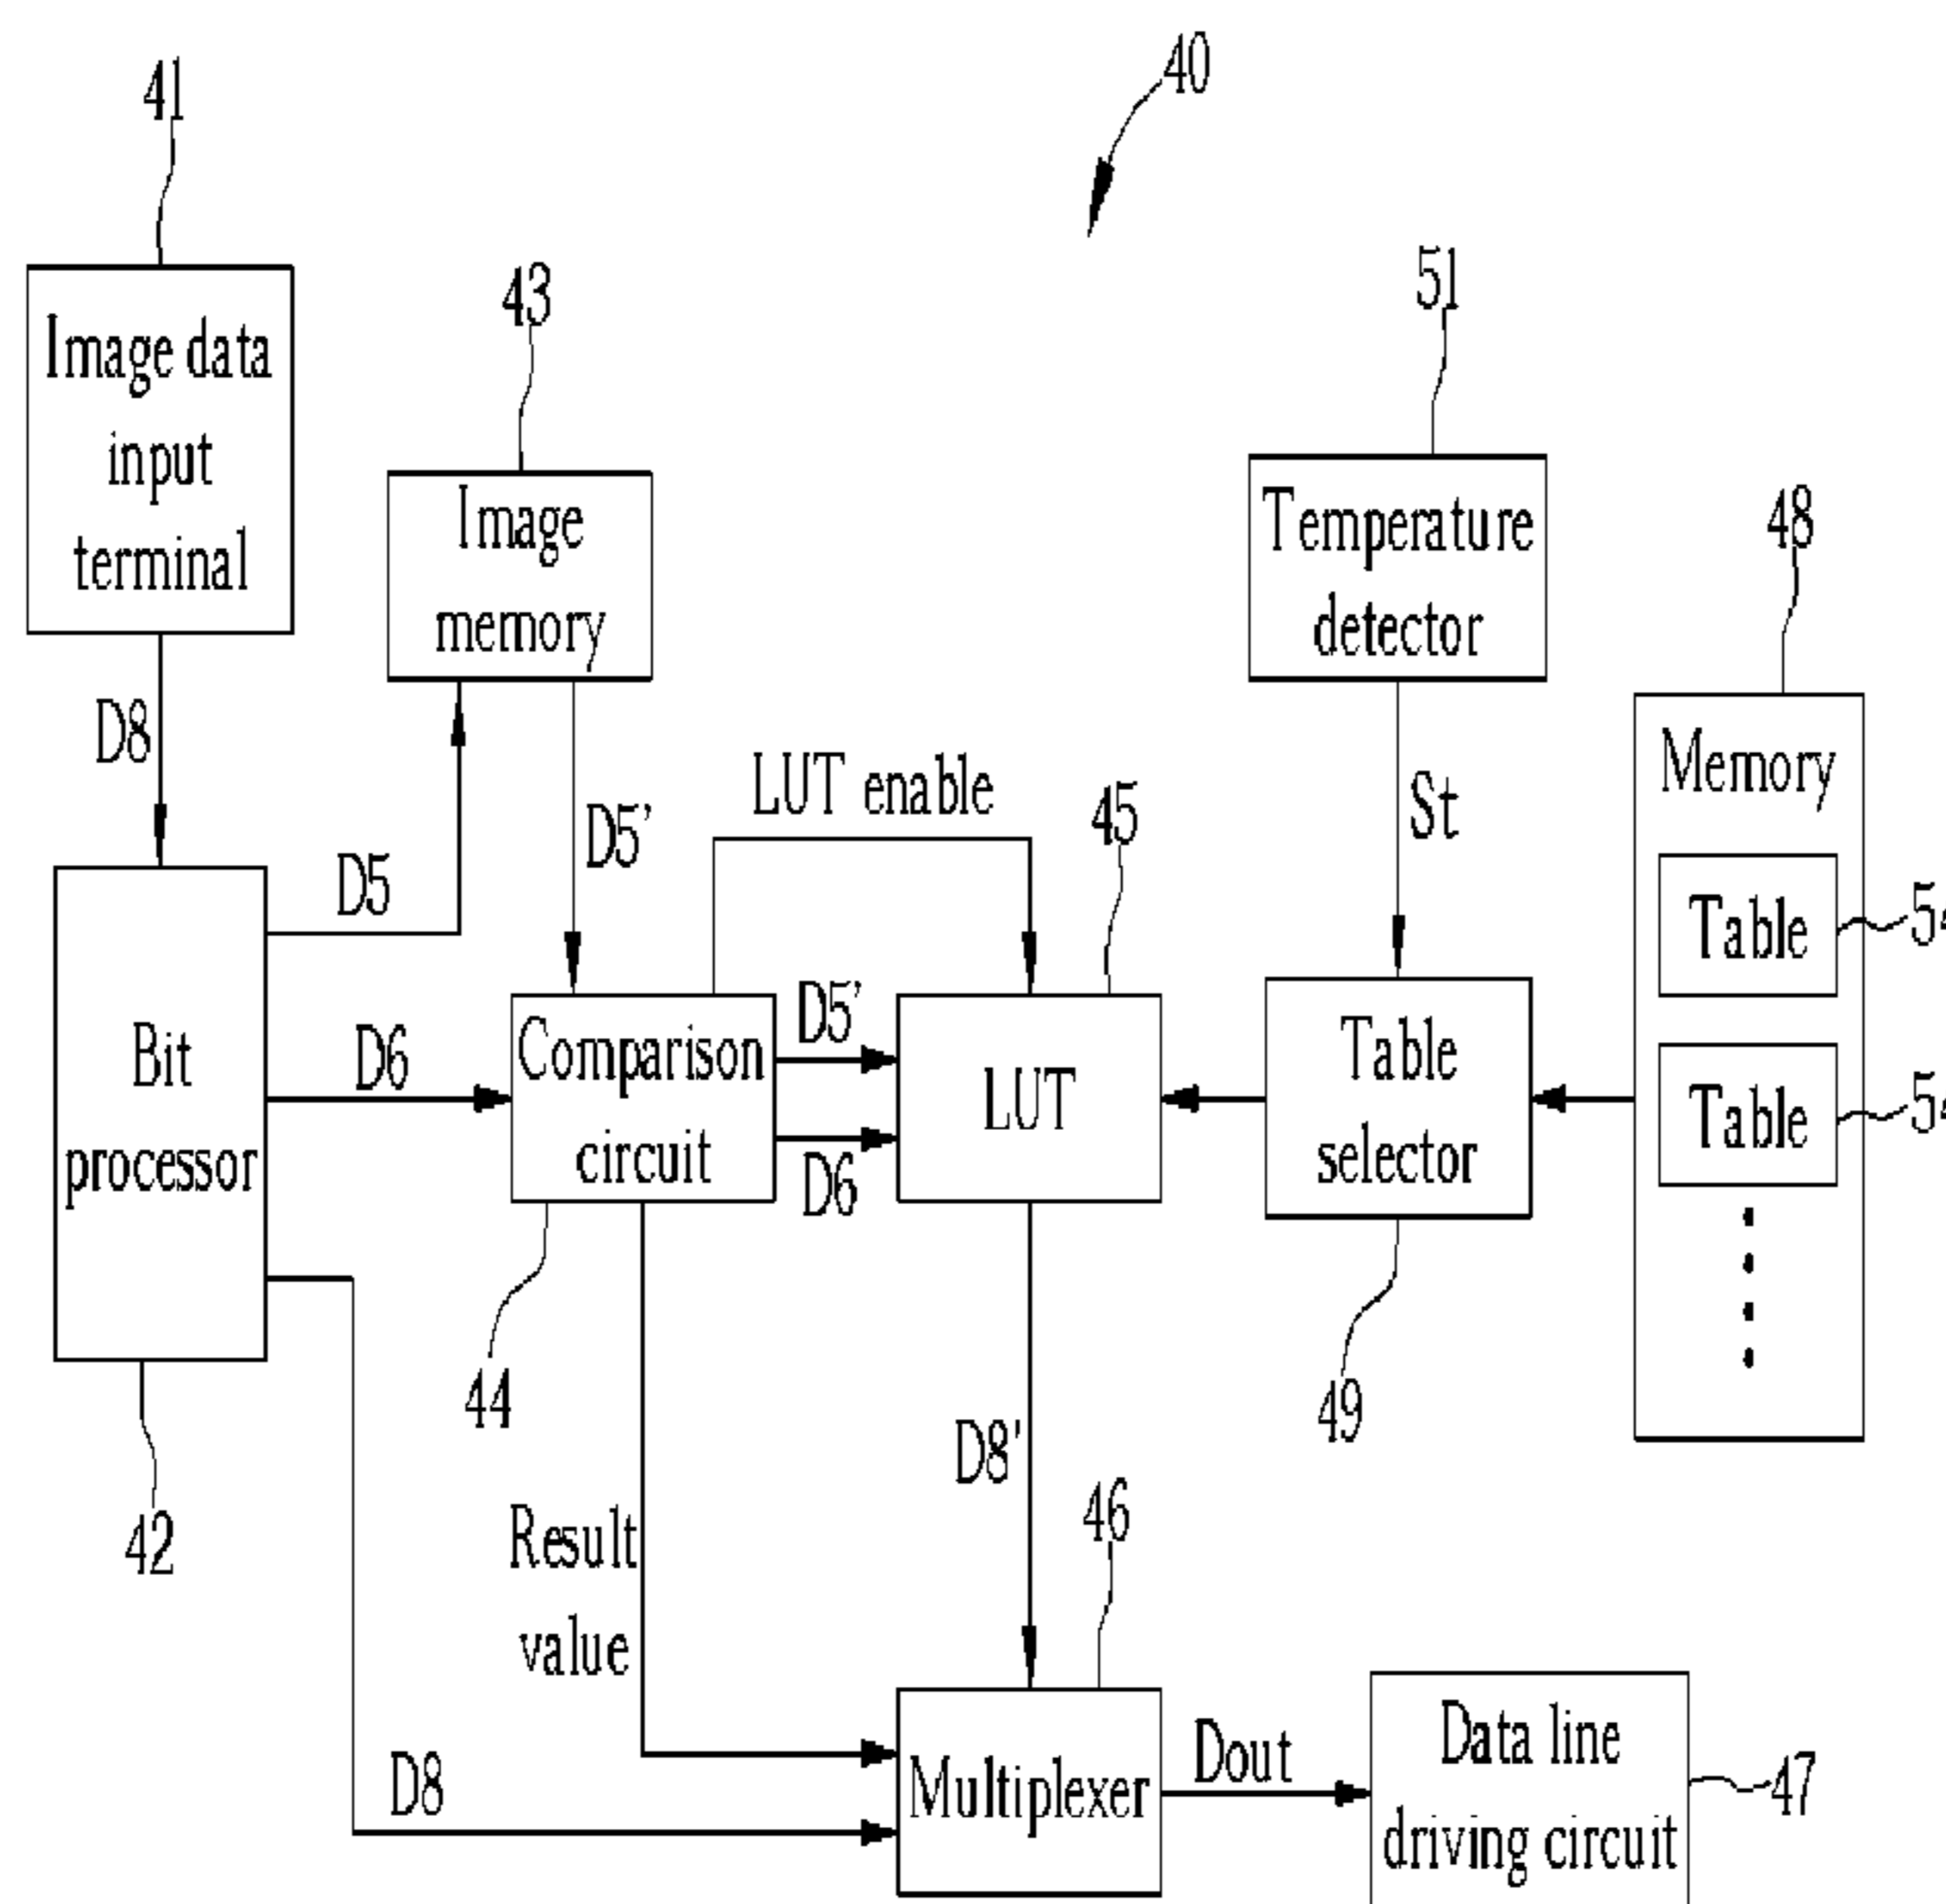 40
41
Image data
input
terminal
43
Image
memory
51
Temperature
detector
48
Memory
Table
Table
D8
D5
D5'
LUT enable
45
St
Bit
processor
42
D6
Comparison
circuit
44
D5'
D6
LUT
Table
selector
49
Result
value
D8'
46
D8
Multiplexer
Dout
Data line
driving circuit
47